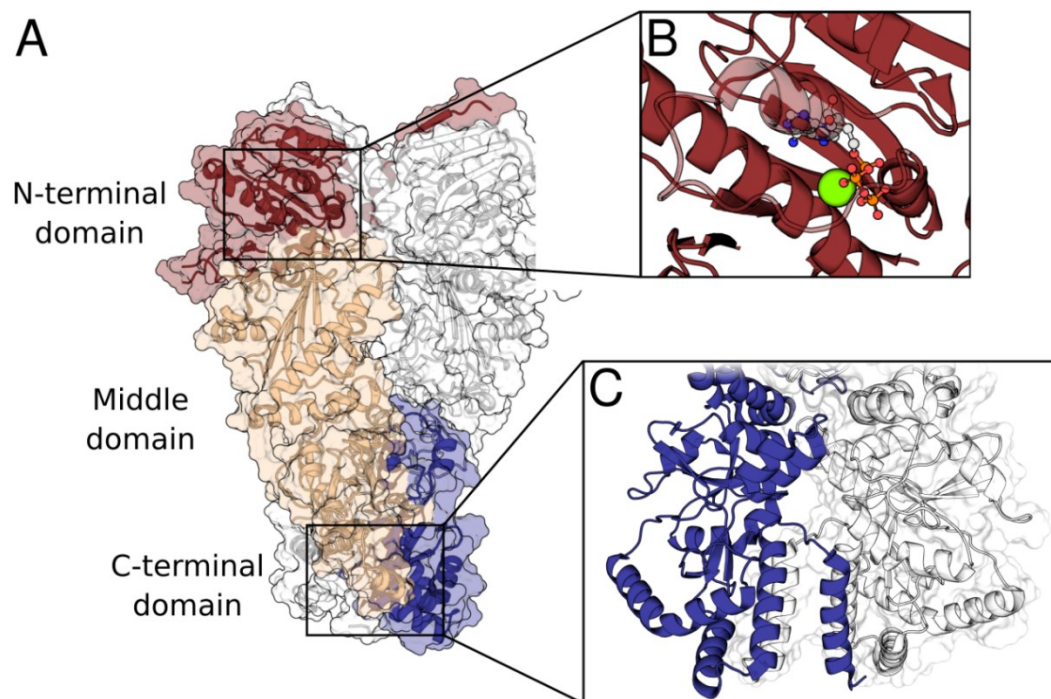 A
B
N-terminal
domain
Middle
domain
C
C-terminal
domain